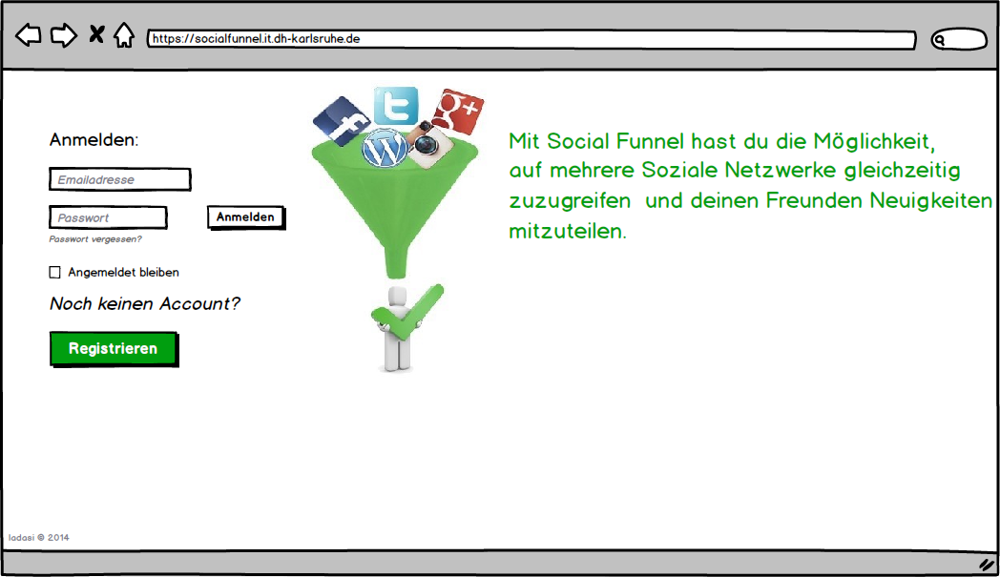 https://socialfunnel.it.dh-karlsruhe.de
Anmelden:
Emailadresse
Passwort
Anmelden
Passwort vergessen?
Angemeldet bleiben
Noch keinen Account?
Registrieren
f
t
g+
W
Mit Social Funnel hast du die Möglichkeit,
auf mehrere Soziale Netzwerke gleichzeitig
zuzugreifen und deinen Freunden Neuigkeiten
mitzuteilen.
ladasi © 2014